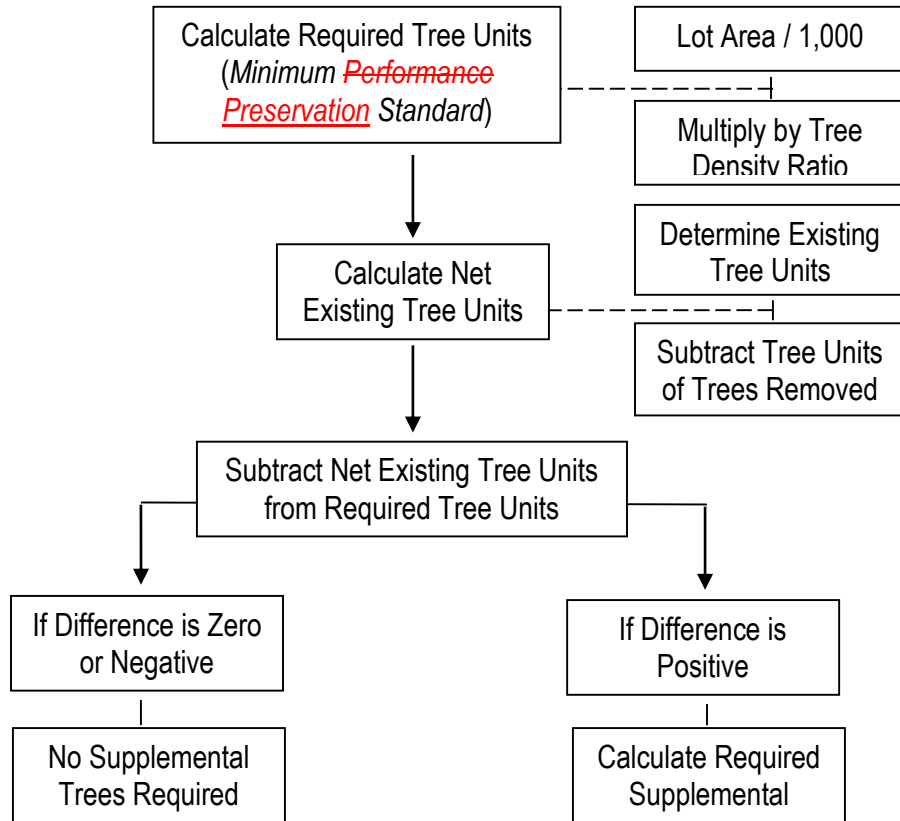 Calculate Required Tree Units
(Minimum Performance
Preservation Standard)
Lot Area / 1,000
Multiply by Tree
Density Ratio
Calculate Net
Existing Tree Units
Determine Existing
Tree Units
Subtract Tree Units
of Trees Removed
Subtract Net Existing Tree Units
from Required Tree Units
If Difference is Zero
or Negative
If Difference is
Positive
No Supplemental
Trees Required
Calculate Required
Supplemental